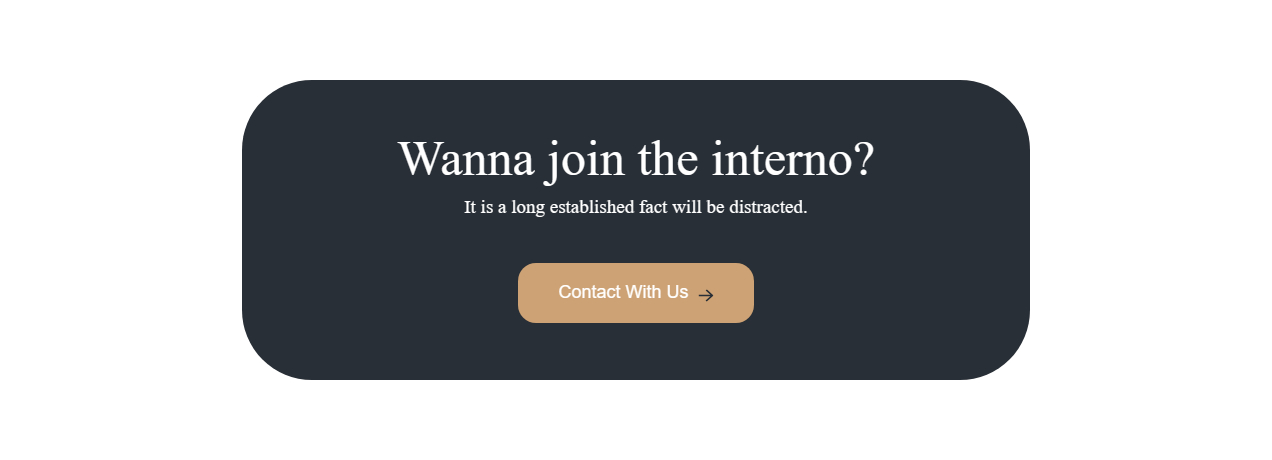 Wanna join the interno?
It is a long established fact will be distracted.
Contact With Us